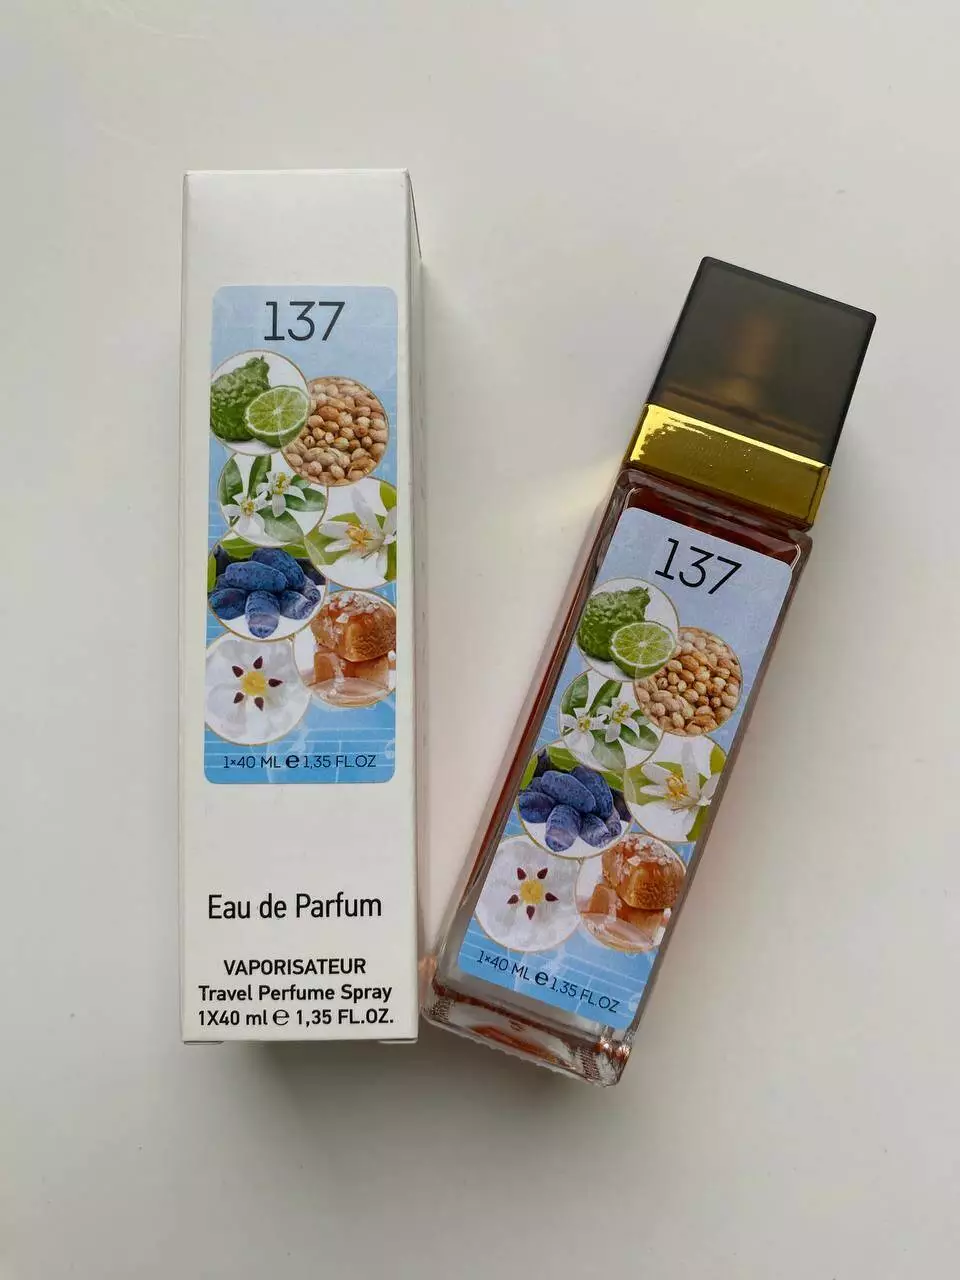 137
1×40 ML ℮ 1,35 FL.OZ
Eau de Parfum
VAPORISATEUR
Travel Perfume Spray
1X40 ml ℮ 1,35 FL.OZ.
137
1×40 ML ℮ 1,35 FL.OZ